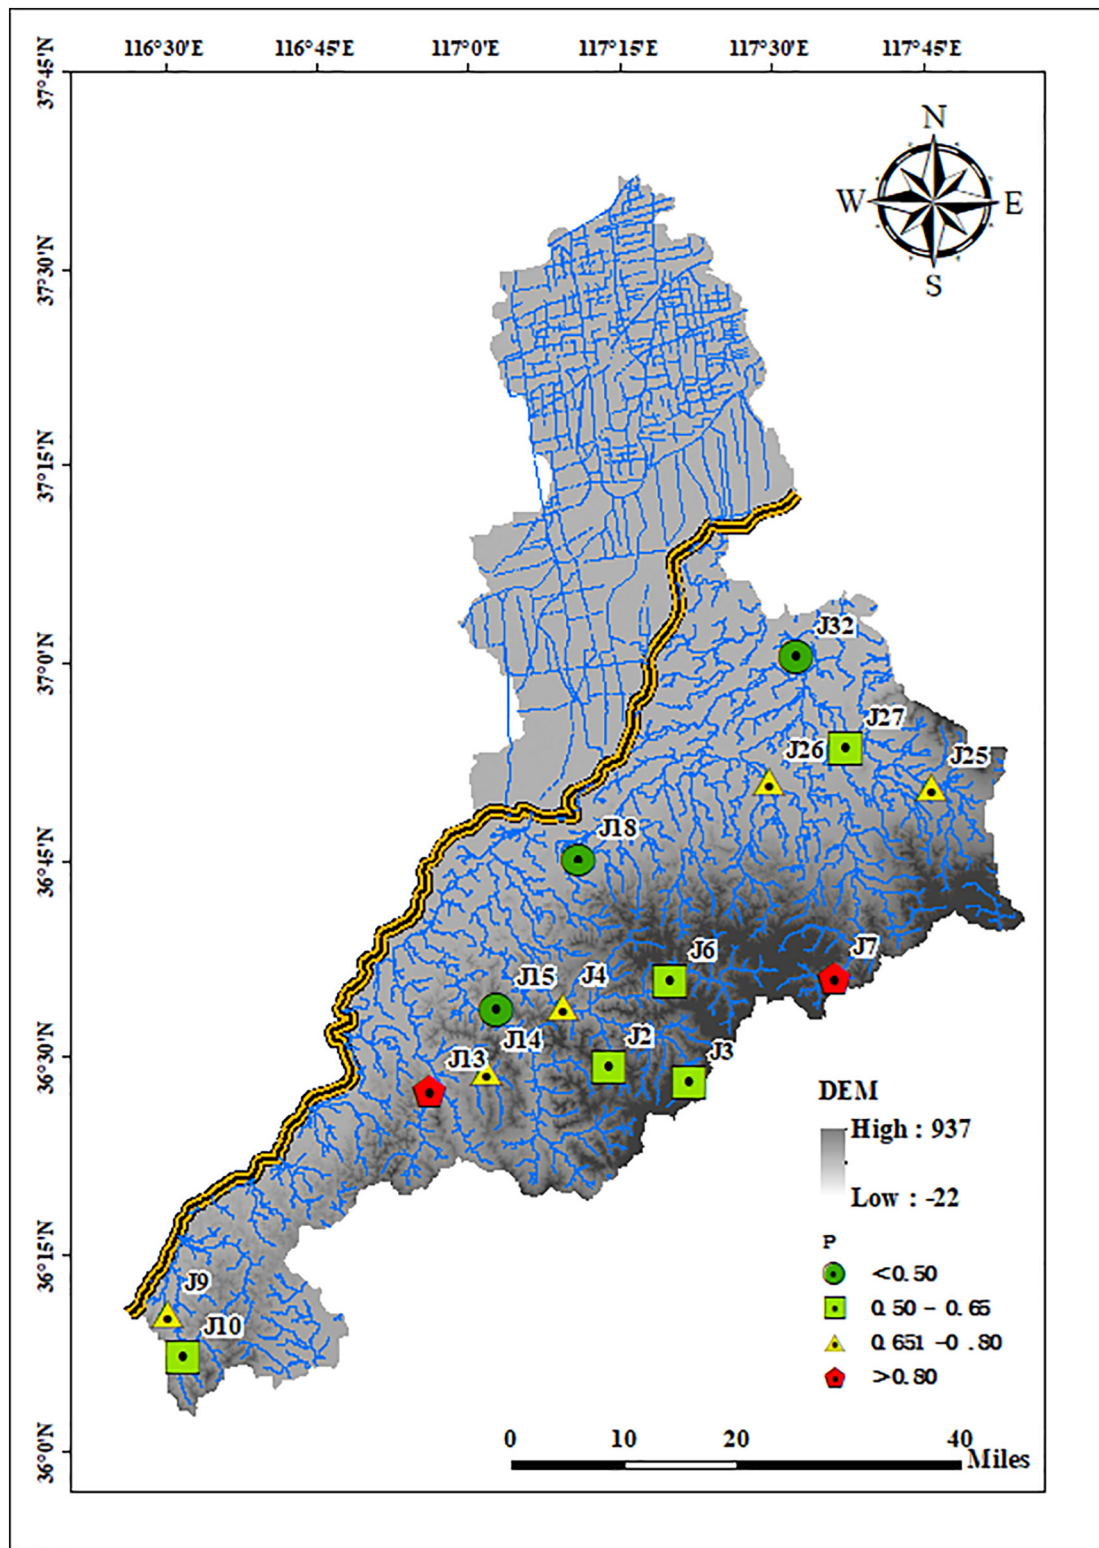 116°30'E 116°45'E 117°0'E 117°15'E 117°30'E 117°45'E
37°45'N
N
W E
S
37°30'N
37°15'N
J32
37°0'N
J27
J26 J25
J18
36°45'N
J6 J7
J15 J4
J14 J2
J13 J3
36°30'N
DEM
High : 937
Low : -22
36°15'N
P
J9
<0.50
J10
0.50 - 0.65
0.651 -0.80
>0.80
36°0'N
0 10 20 40
Miles